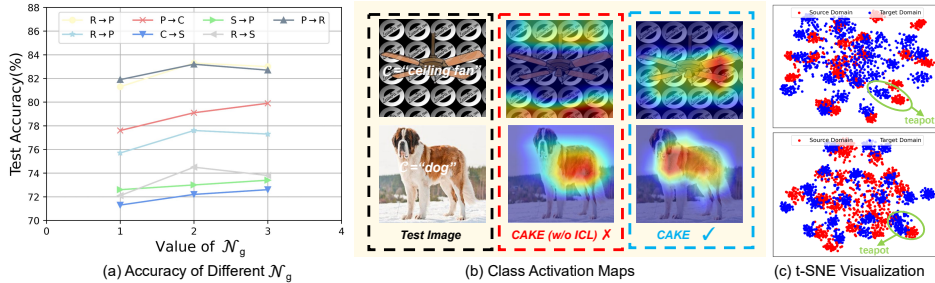 88
86
84
82
80
78
76
74
72
70
Test Accuracy(%)
R→P P→C S→P P→R
R→P C→S R→S
0 1 2 3 4
Value of 𝒩g
(a) Accuracy of Different 𝒩g
C="ceiling fan"
C="dog"
Test Image
CAKE (w/o ICL) ✗
CAKE ✓
(b) Class Activation Maps
Source Domain Target Domain
teapot
Source Domain Target Domain
teapot
(c) t-SNE Visualization